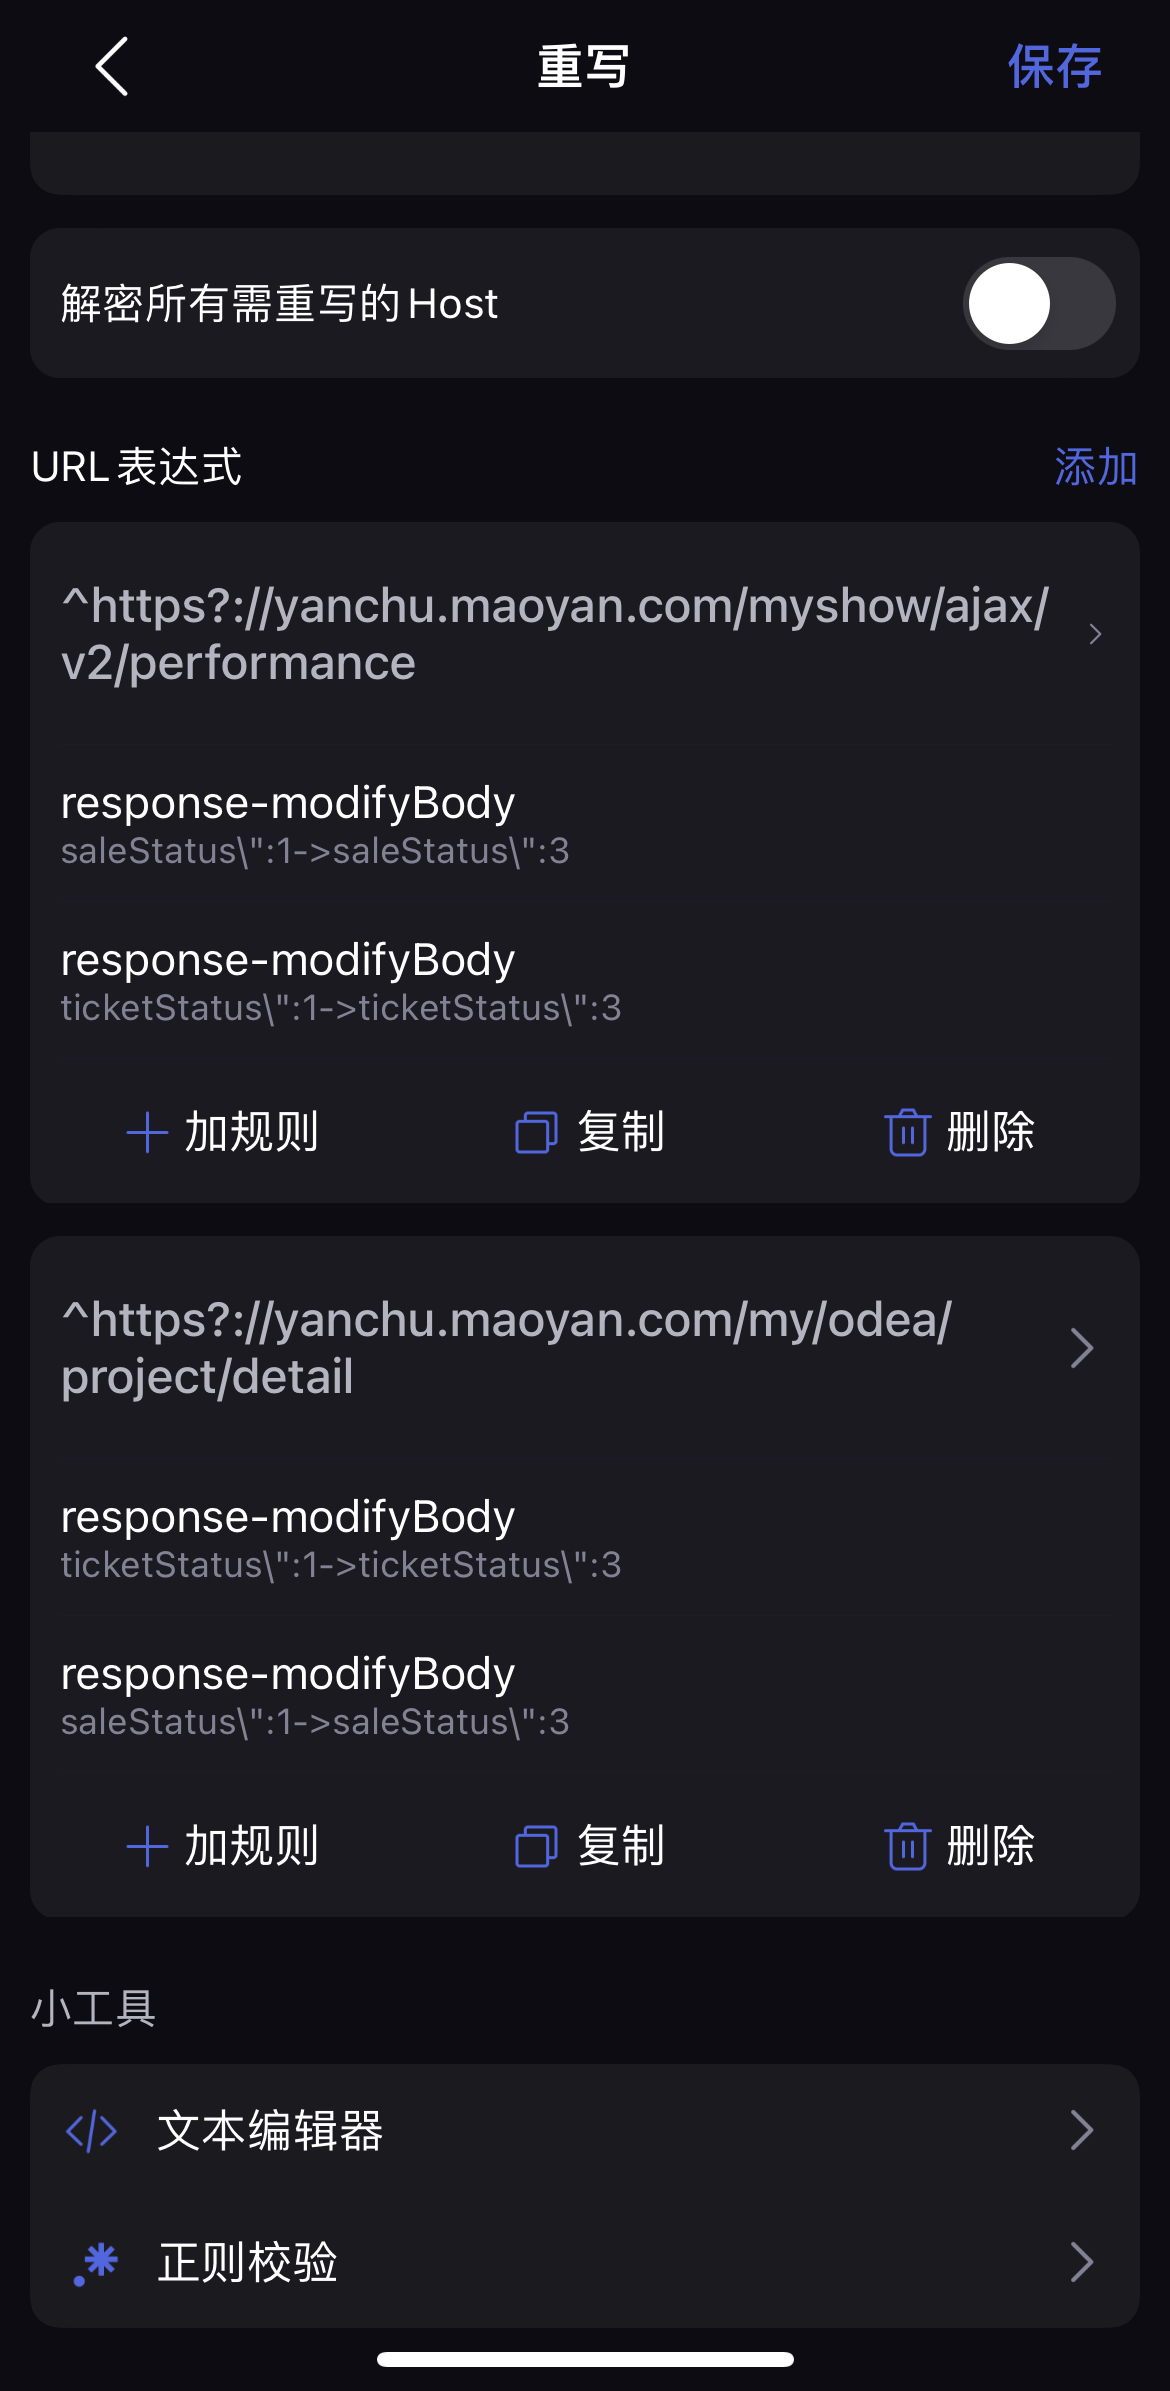 重写
保存
解密所有需重写的Host
URL表达式
添加
^https?://yanchu.maoyan.com/myshow/ajax/
v2/performance
response-modifyBody
saleStatus\":1->saleStatus\":3
response-modifyBody
ticketStatus\":1->ticketStatus\":3
加规则
复制
删除
^https?://yanchu.maoyan.com/my/odea/
project/detail
response-modifyBody
ticketStatus\":1->ticketStatus\":3
response-modifyBody
saleStatus\":1->saleStatus\":3
加规则
复制
删除
小工具
文本编辑器
正则校验